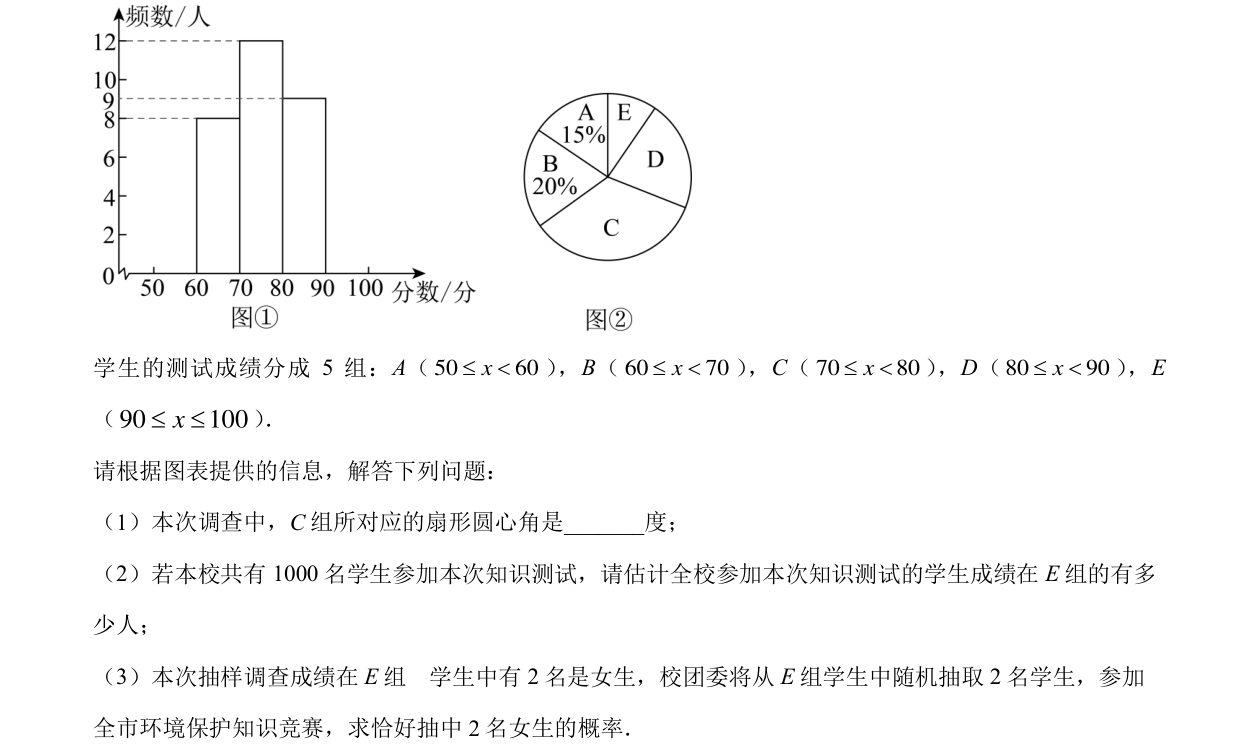 频数/人
12
10
9
8
6
4
2
0
50 60 70 80 90 100 分数/分
图①
A
15%
E
B
20%
D
C
图②
学生的测试成绩分成 5 组：A（50≤x<60），B（60≤x<70），C（70≤x<80），D（80≤x<90），E
（90≤x≤100）．
请根据图表提供的信息，解答下列问题：
（1）本次调查中，C 组所对应的扇形圆心角是_______度；
（2）若本校共有 1000 名学生参加本次知识测试，请估计全校参加本次知识测试的学生成绩在 E 组的有多
少人；
（3）本次抽样调查成绩在 E 组 学生中有 2 名是女生，校团委将从 E 组学生中随机抽取 2 名学生，参加
全市环境保护知识竞赛，求恰好抽中 2 名女生的概率．